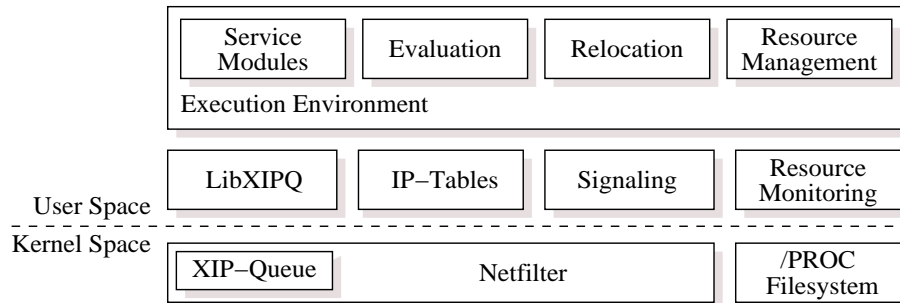 Service
Modules
Evaluation
Relocation
Resource
Management
Execution Environment
LibXIPQ
IP−Tables
Signaling
Resource
Monitoring
User Space
Kernel Space
XIP−Queue
Netfilter
/PROC
Filesystem